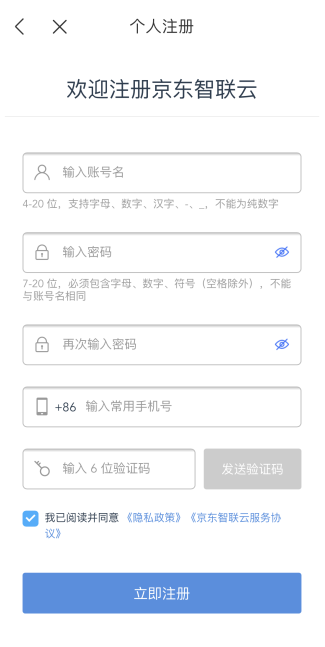 个人注册
欢迎注册京东智联云
输入账号名
4-20 位，支持字母、数字、汉字、-、_，不能为纯数字
输入密码
7-20 位，必须包含字母、数字、符号（空格除外），不能
与账号名相同
再次输入密码
+86 输入常用手机号
输入 6 位验证码 发送验证码
我已阅读并同意 《隐私政策》《京东智联云服务协
议》
立即注册